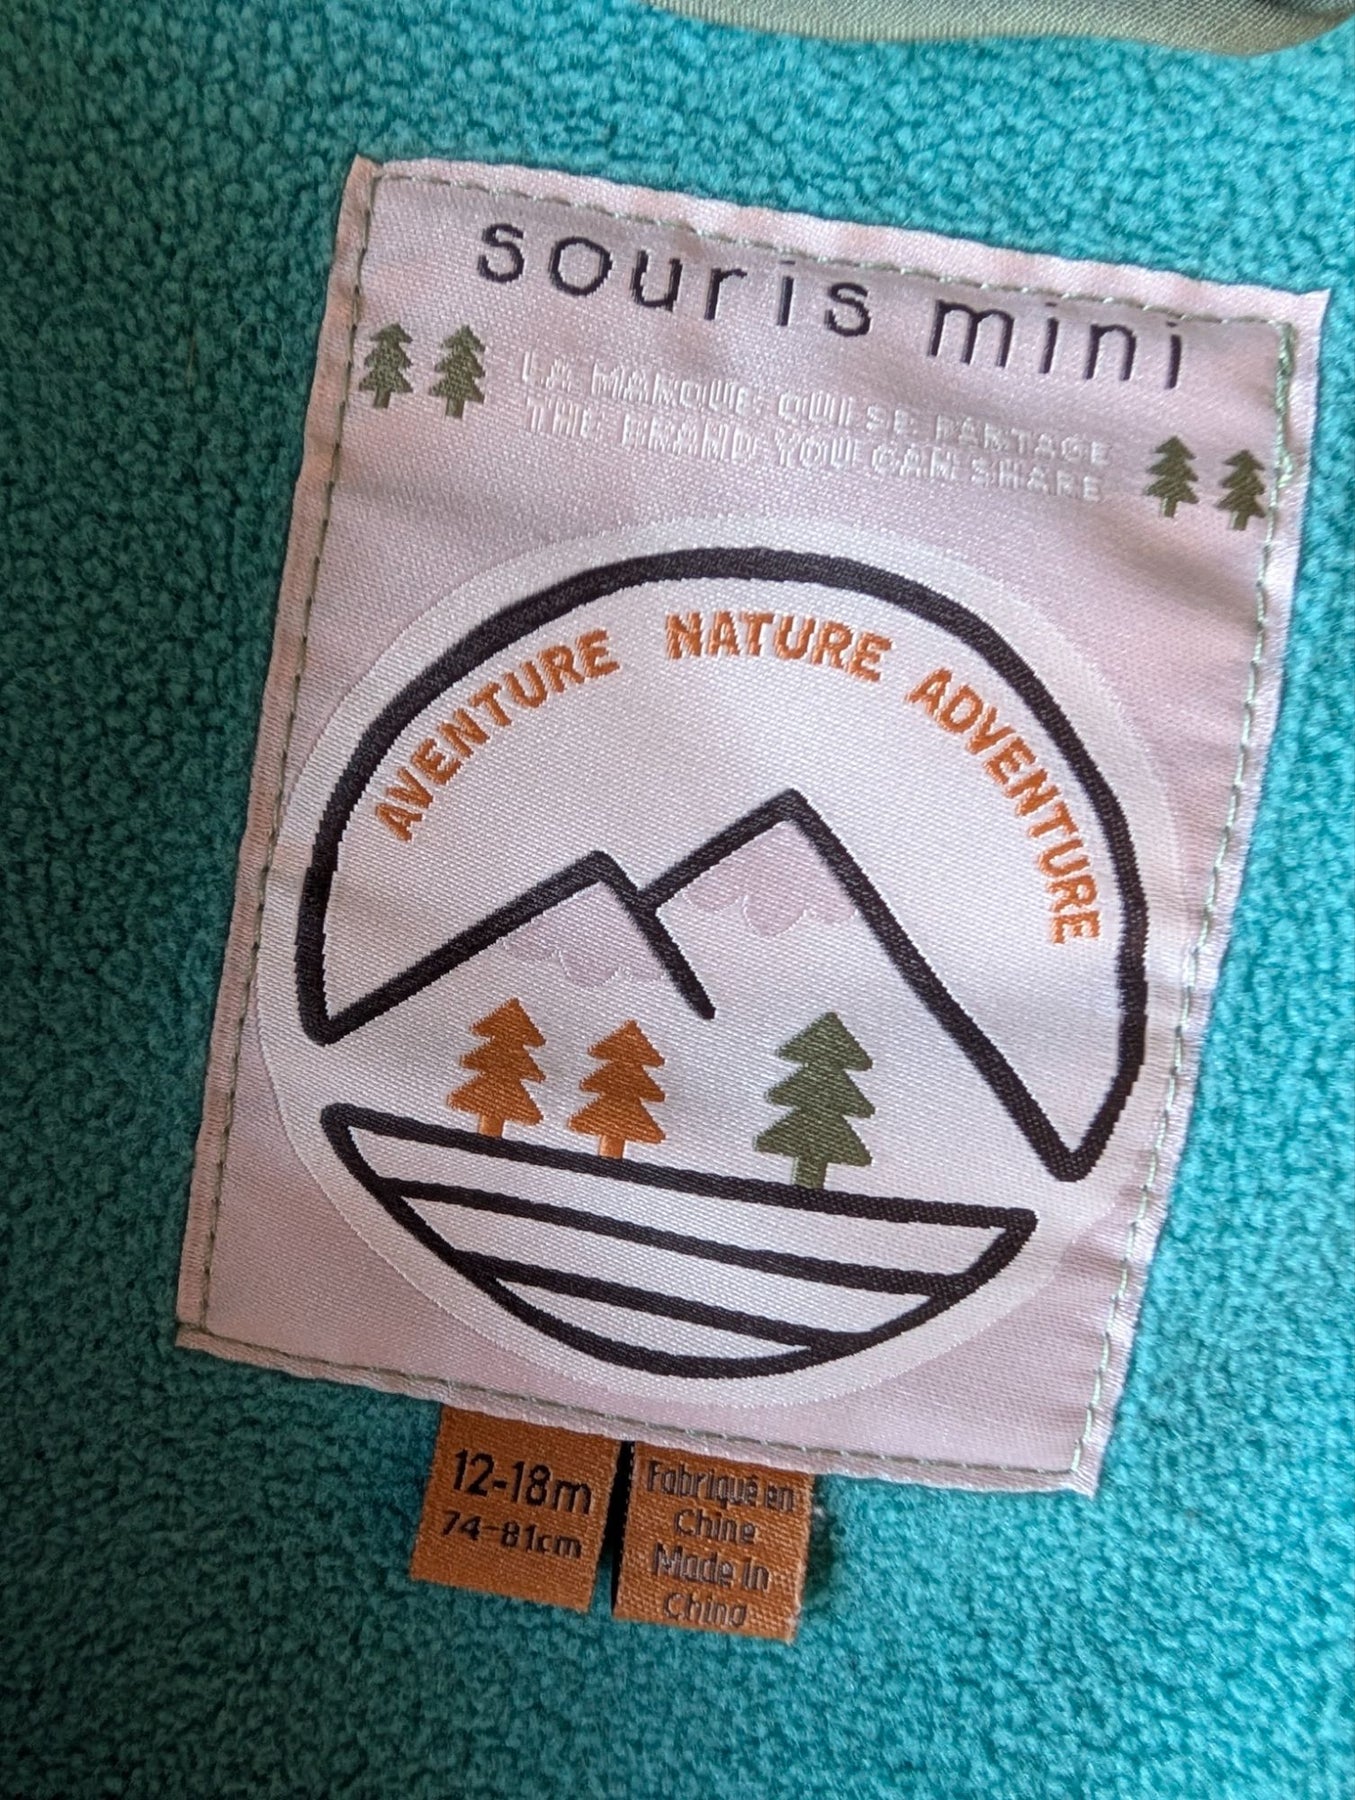 souris mini
LA MARQUE QUI SE PARTAGE
THE BRAND YOU CAN SHARE
AVENTURE NATURE ADVENTURE
12-18m
74-81cm
Fabriqué en
Chine
Made in
China